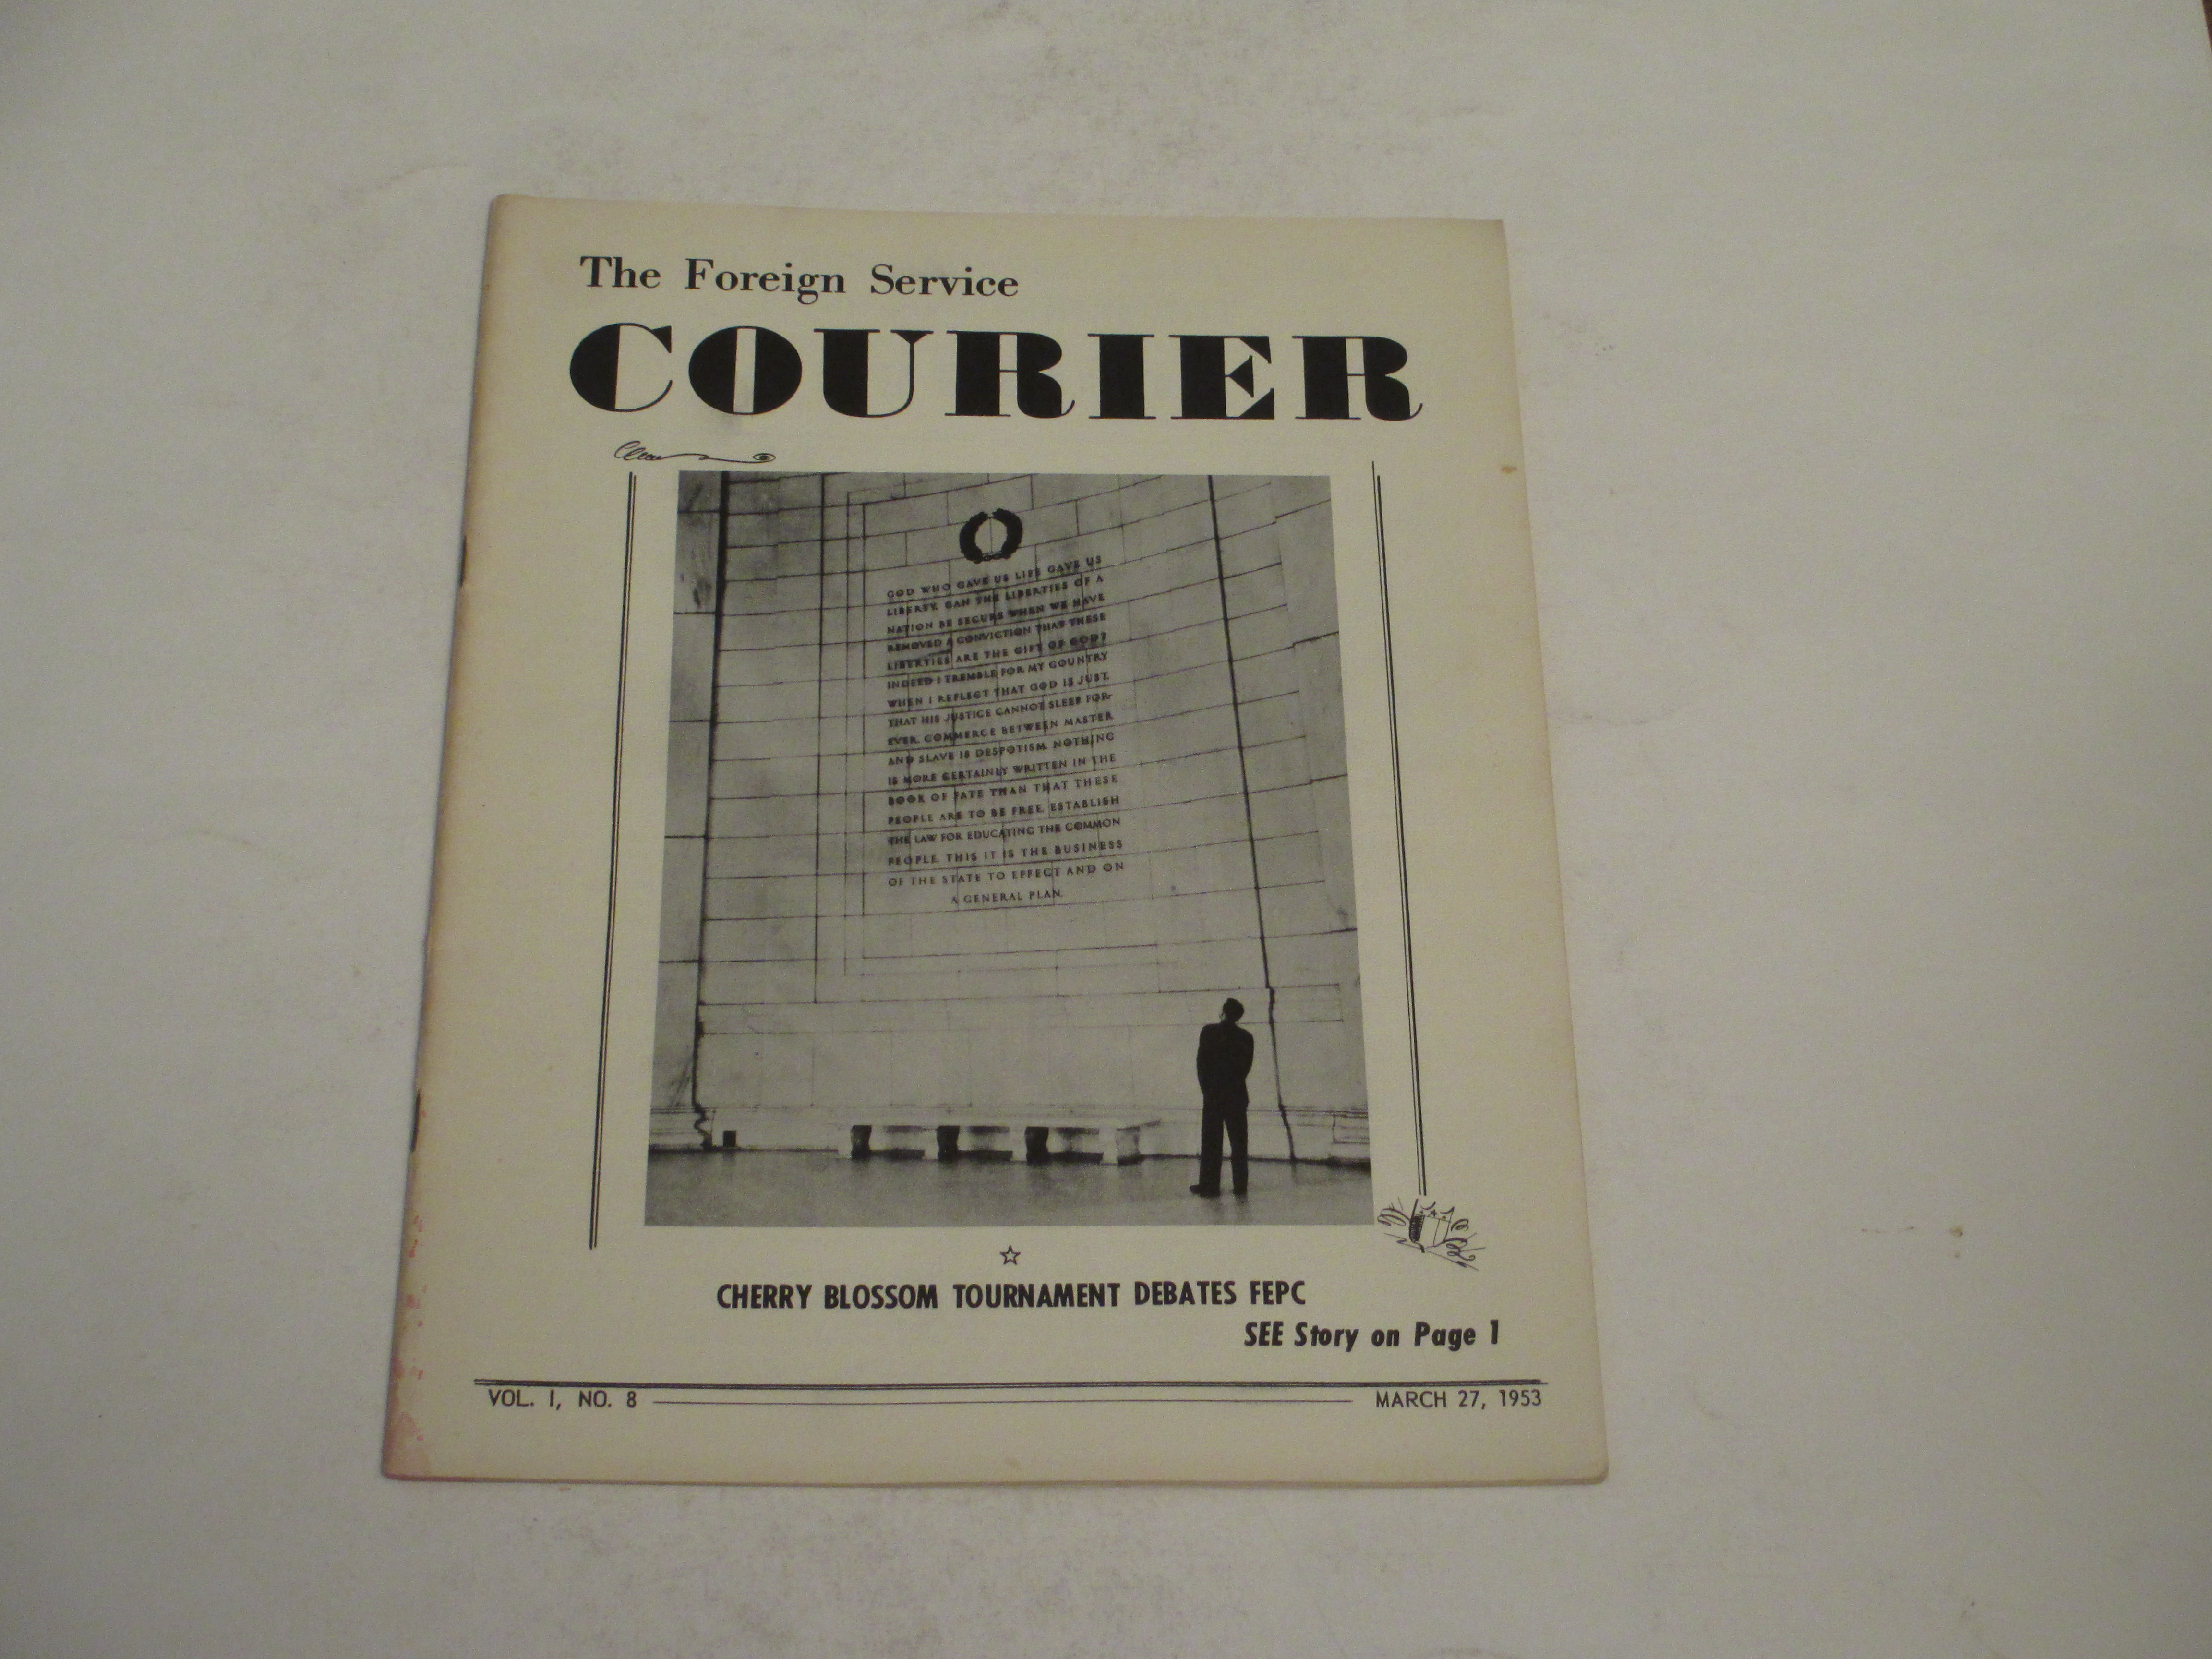 The Foreign Service
COURIER
GOD WHO GAVE US LIFE GAVE US
LIBERTY. CAN THE LIBERTIES OF A
NATION BE SECURE WHEN WE HAVE
REMOVED A CONVICTION THAT THESE
LIBERTIES ARE THE GIFT OF GOD?
INDEED I TREMBLE FOR MY COUNTRY
WHEN I REFLECT THAT GOD IS JUST,
THAT HIS JUSTICE CANNOT SLEEP FOR-
EVER. COMMERCE BETWEEN MASTER
AND SLAVE IS DESPOTISM. NOTHING
IS MORE CERTAINLY WRITTEN IN THE
BOOK OF FATE THAN THAT THESE
PEOPLE ARE TO BE FREE. ESTABLISH
THE LAW FOR EDUCATING THE COMMON
PEOPLE. THIS IT IS THE BUSINESS
OF THE STATE TO EFFECT AND ON
A GENERAL PLAN.
CHERRY BLOSSOM TOURNAMENT DEBATES FEPC
SEE Story on Page 1
VOL. I, NO. 8
MARCH 27, 1953